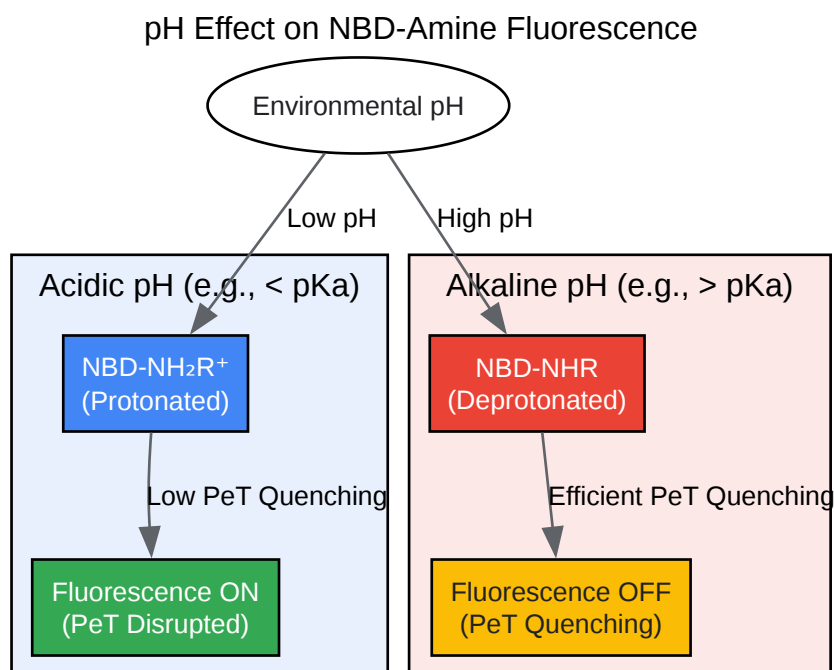 pH Effect on NBD-Amine Fluorescence
Environmental pH
Low pH
High pH
Acidic pH (e.g., < pKa)
Alkaline pH (e.g., > pKa)
NBD-NH₂R⁺
(Protonated)
NBD-NHR
(Deprotonated)
Low PeT Quenching
Efficient PeT Quenching
Fluorescence ON
(PeT Disrupted)
Fluorescence OFF
(PeT Quenching)